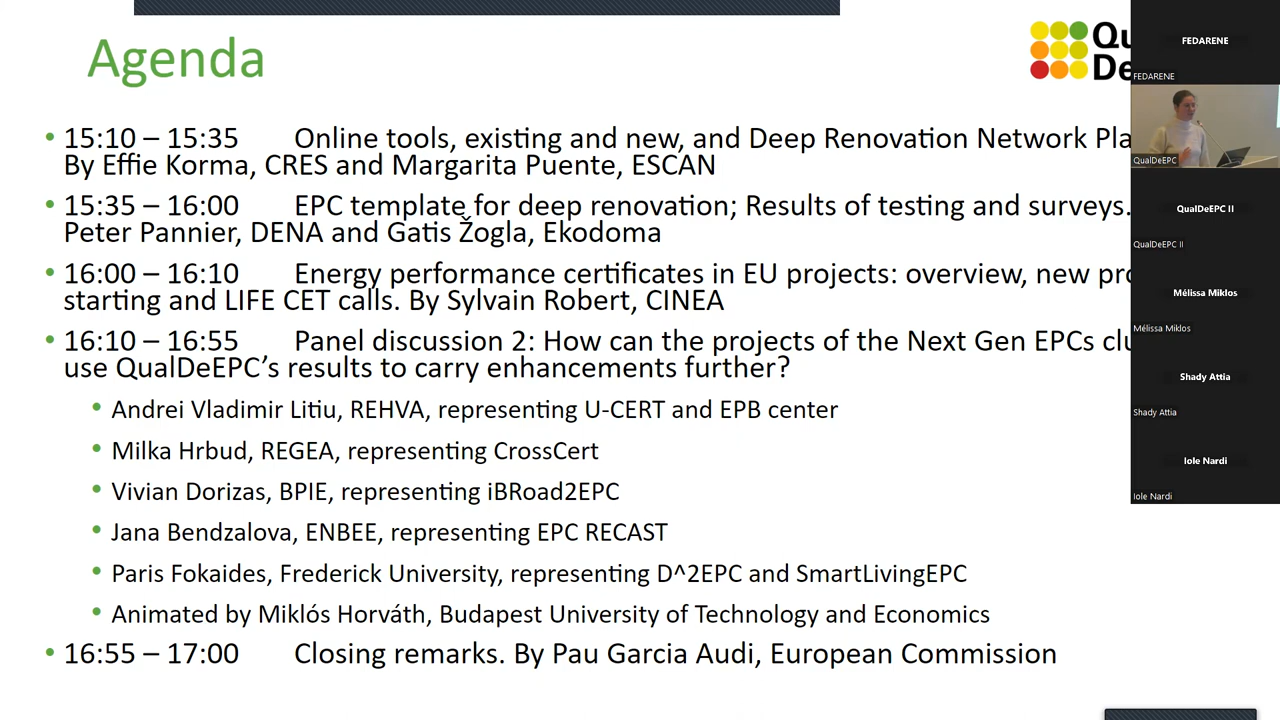 Agenda
• 15:10 – 15:35 Online tools, existing and new, and Deep Renovation Network Pla
By Effie Korma, CRES and Margarita Puente, ESCAN
• 15:35 – 16:00 EPC template for deep renovation; Results of testing and surveys.
Peter Pannier, DENA and Gatis Žogla, Ekodoma
• 16:00 – 16:10 Energy performance certificates in EU projects: overview, new pro
starting and LIFE CET calls. By Sylvain Robert, CINEA
• 16:10 – 16:55 Panel discussion 2: How can the projects of the Next Gen EPCs clu
use QualDeEPC’s results to carry enhancements further?
• Andrei Vladimir Litiu, REHVA, representing U-CERT and EPB center
• Milka Hrbud, REGEA, representing CrossCert
• Vivian Dorizas, BPIE, representing iBRoad2EPC
• Jana Bendzalova, ENBEE, representing EPC RECAST
• Paris Fokaides, Frederick University, representing D^2EPC and SmartLivingEPC
• Animated by Miklós Horváth, Budapest University of Technology and Economics
• 16:55 – 17:00 Closing remarks. By Pau Garcia Audi, European Commission
Qu
De
FEDARENE
FEDARENE
QualDeEPC
QualDeEPC II
QualDeEPC II
Mélissa Miklos
Mélissa Miklos
Shady Attia
Shady Attia
Iole Nardi
Iole Nardi